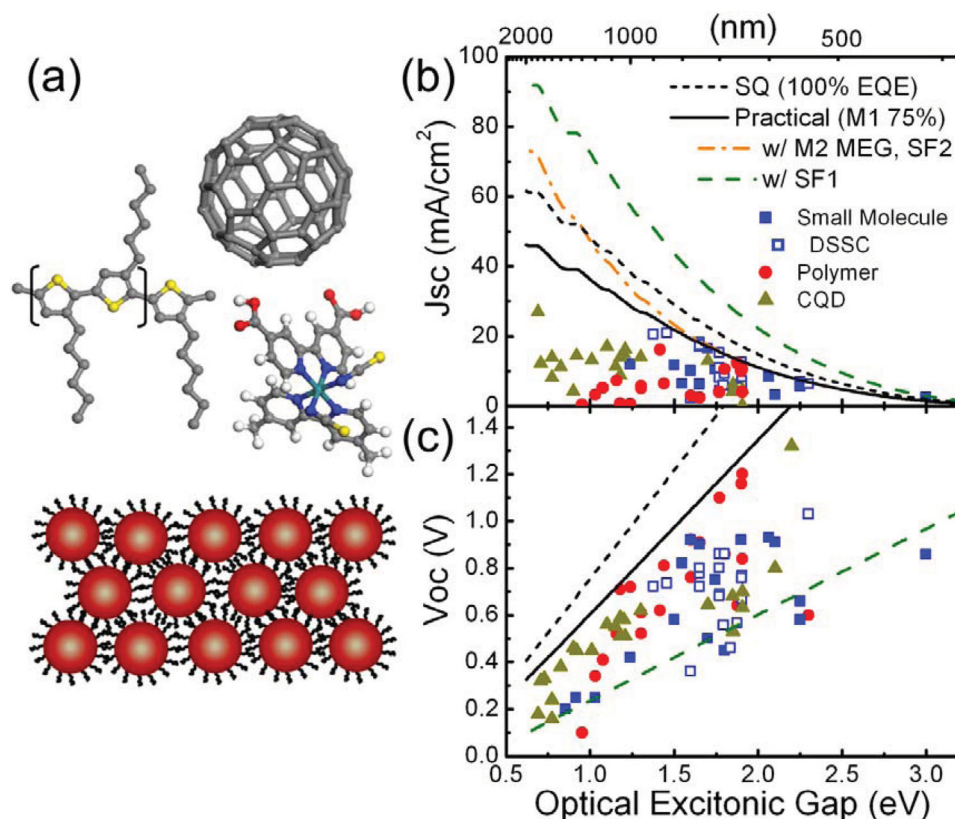 (a)
(b)
(nm)
2000 1000 500
100
80
60
40
20
0
Jsc (mA/cm²)
SQ (100% EQE)
Practical (M1 75%)
w/ M2 MEG, SF2
w/ SF1
Small Molecule
DSSC
Polymer
CQD
(c)
1.4
1.2
1.0
0.8
0.6
0.4
0.2
0.0
Voc (V)
0.5 1.0 1.5 2.0 2.5 3.0
Optical Excitonic Gap (eV)